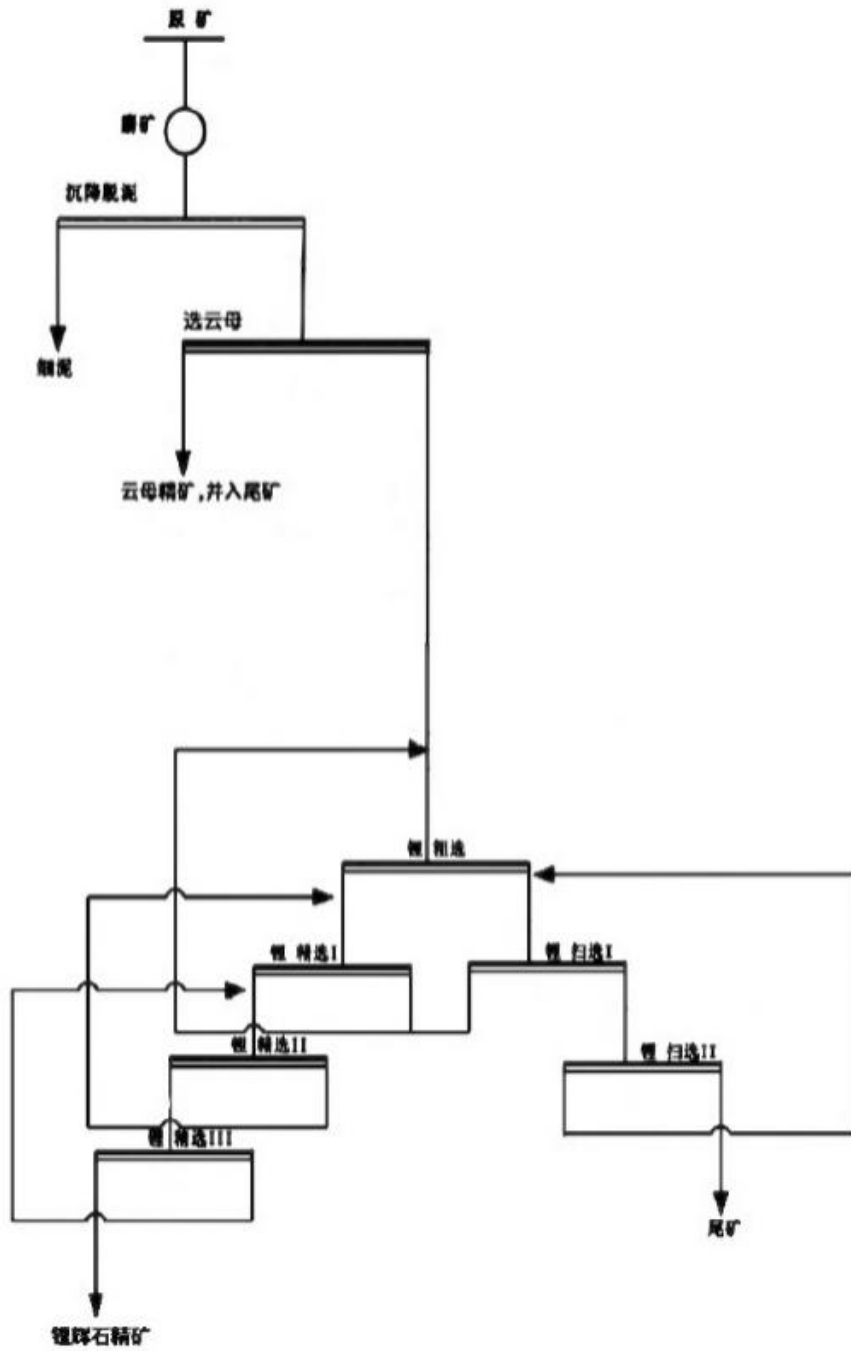 原 矿
磨矿
沉降脱泥
选云母
细泥
云母精矿,并入尾矿
锂 粗选
锂 精选I
锂 扫选I
锂 精选II
锂 扫选II
锂 精选III
尾矿
锂辉石精矿